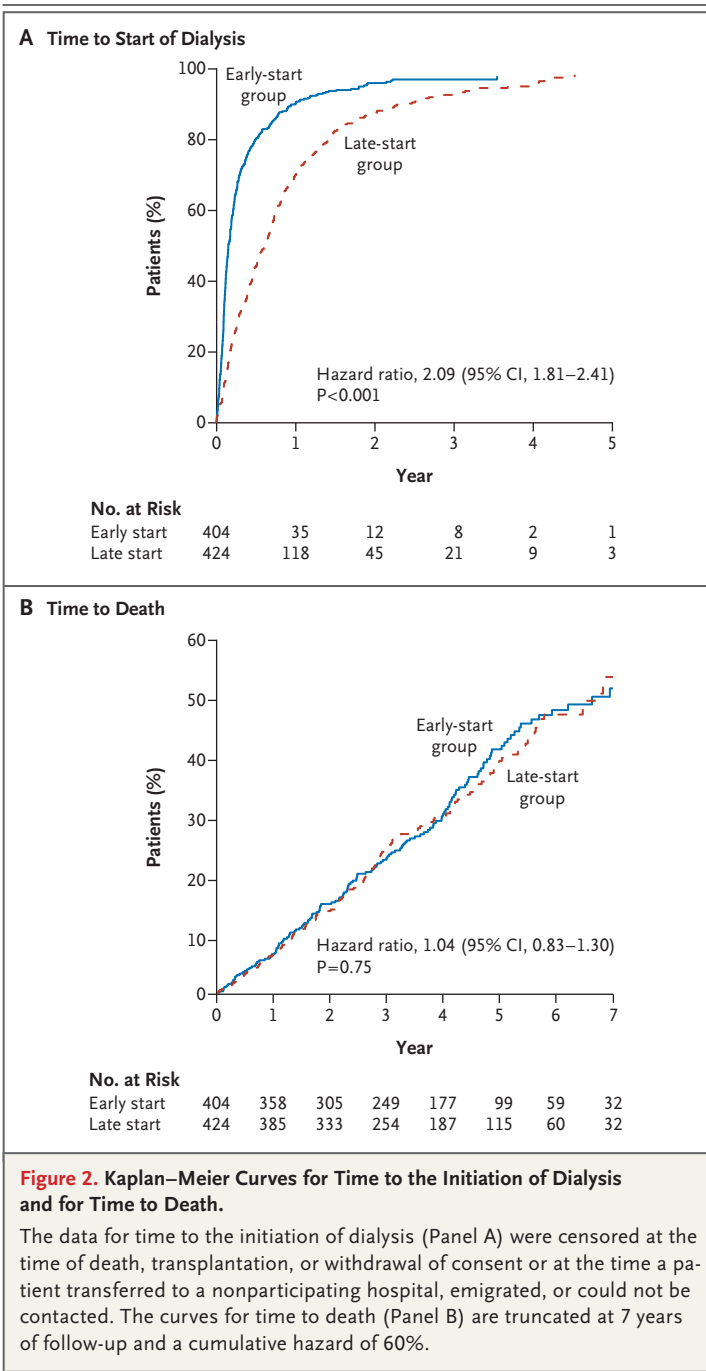 A Time to Start of Dialysis
100
80
60
40
20
0
Patients (%)
Early-start
group
Late-start
group
Hazard ratio, 2.09 (95% CI, 1.81–2.41)
P<0.001
0 1 2 3 4 5
Year
No. at Risk
Early start 404 35 12 8 2 1
Late start 424 118 45 21 9 3
B Time to Death
60
50
40
30
20
10
0
Patients (%)
Early-start
group
Late-start
group
Hazard ratio, 1.04 (95% CI, 0.83–1.30)
P=0.75
0 1 2 3 4 5 6 7
Year
No. at Risk
Early start 404 358 305 249 177 99 59 32
Late start 424 385 333 254 187 115 60 32
Figure 2. Kaplan–Meier Curves for Time to the Initiation of Dialysis
and for Time to Death.
The data for time to the initiation of dialysis (Panel A) were censored at the
time of death, transplantation, or withdrawal of consent or at the time a pa-
tient transferred to a nonparticipating hospital, emigrated, or could not be
contacted. The curves for time to death (Panel B) are truncated at 7 years
of follow-up and a cumulative hazard of 60%.